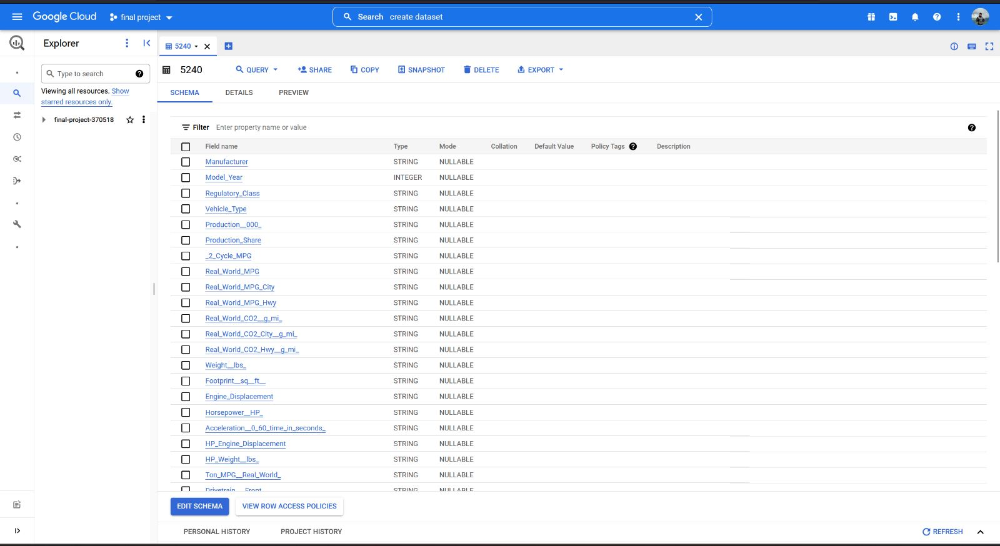 Google Cloud
final project
Search create dataset
Explorer
5240
Type to search
Viewing all resources. Show
starred resources only.
final-project-370518
5240
QUERY
SHARE
COPY
SNAPSHOT
DELETE
EXPORT
SCHEMA
DETAILS
PREVIEW
Filter Enter property name or value
Field name Type Mode Collation Default Value Policy Tags Description
Manufacturer STRING NULLABLE
Model_Year INTEGER NULLABLE
Regulatory_Class STRING NULLABLE
Vehicle_Type STRING NULLABLE
Production__000_ STRING NULLABLE
Production_Share STRING NULLABLE
_2_Cycle_MPG STRING NULLABLE
Real_World_MPG STRING NULLABLE
Real_World_MPG_City STRING NULLABLE
Real_World_MPG_Hwy STRING NULLABLE
Real_World_CO2__g_mi_ STRING NULLABLE
Real_World_CO2_City__g_mi_ STRING NULLABLE
Real_World_CO2_Hwy__g_mi_ STRING NULLABLE
Weight__lbs_ STRING NULLABLE
Footprint__sq__ft__ STRING NULLABLE
Engine_Displacement STRING NULLABLE
Horsepower__HP_ STRING NULLABLE
Acceleration__0_60_time_in_seconds_ STRING NULLABLE
HP_Engine_Displacement STRING NULLABLE
HP_Weight__lbs_ STRING NULLABLE
Ton_MPG__Real_World_ STRING NULLABLE
Drivetrain__Front STRING NULLABLE
EDIT SCHEMA
VIEW ROW ACCESS POLICIES
PERSONAL HISTORY
PROJECT HISTORY
REFRESH